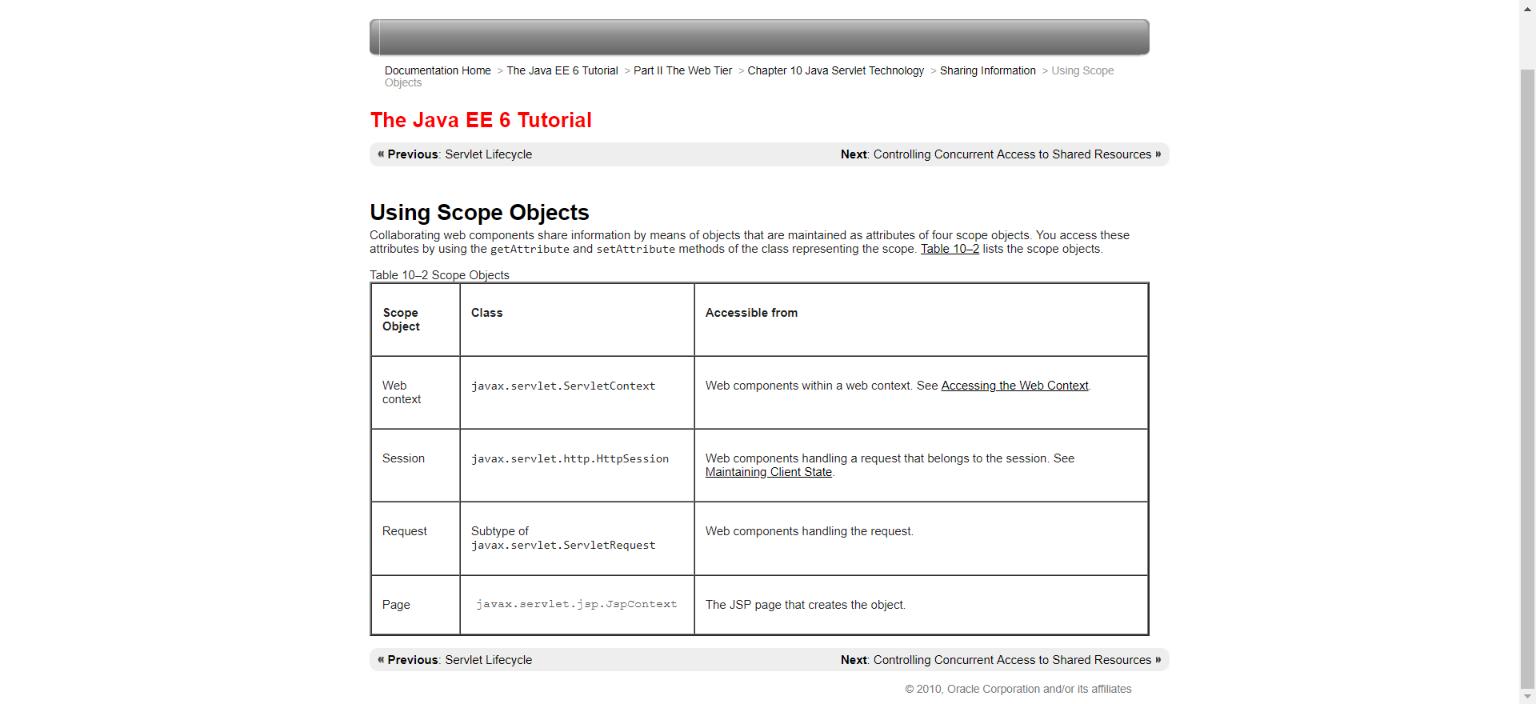 Documentation Home > The Java EE 6 Tutorial > Part II The Web Tier > Chapter 10 Java Servlet Technology > Sharing Information > Using Scope
Objects
The Java EE 6 Tutorial
« Previous: Servlet Lifecycle Next: Controlling Concurrent Access to Shared Resources »
Using Scope Objects
Collaborating web components share information by means of objects that are maintained as attributes of four scope objects. You access these
attributes by using the getAttribute and setAttribute methods of the class representing the scope. Table 10–2 lists the scope objects.
Table 10–2 Scope Objects
Scope
Object
Class
Accessible from
Web
context
javax.servlet.ServletContext
Web components within a web context. See Accessing the Web Context.
Session
javax.servlet.http.HttpSession
Web components handling a request that belongs to the session. See
Maintaining Client State.
Request
Subtype of
javax.servlet.ServletRequest
Web components handling the request.
Page
javax.servlet.jsp.JspContext
The JSP page that creates the object.
« Previous: Servlet Lifecycle Next: Controlling Concurrent Access to Shared Resources »
© 2010, Oracle Corporation and/or its affiliates